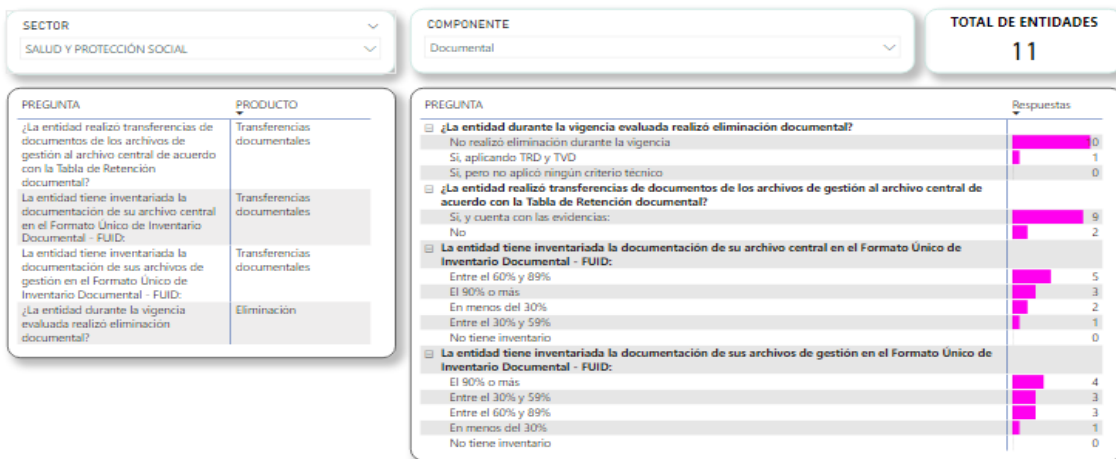 SECTOR
SALUD Y PROTECCIÓN SOCIAL
COMPONENTE
Documental
TOTAL DE ENTIDADES
11
PREGUNTA PRODUCTO
¿La entidad realizó transferencias de Transferencias
documentos de los archivos de documentales
gestión al archivo central de acuerdo
con la Tabla de Retención
documental?
La entidad tiene inventariada la Transferencias
documentación de su archivo central documentales
en el Formato Único de Inventario
Documental - FUID:
La entidad tiene inventariada la Transferencias
documentación de sus archivos de documentales
gestión en el Formato Único de
Inventario Documental - FUID:
¿La entidad durante la vigencia Eliminación
evaluada realizó eliminación
documental?
PREGUNTA Respuestas
¿La entidad durante la vigencia evaluada realizó eliminación documental?
No realizó eliminación durante la vigencia 0
Si, aplicando TRD y TVD 1
Si, pero no aplicó ningún criterio técnico 0
¿La entidad realizó transferencias de documentos de los archivos de gestión al archivo central de
acuerdo con la Tabla de Retención documental?
Si, y cuenta con las evidencias: 9
No 2
La entidad tiene inventariada la documentación de su archivo central en el Formato Único de
Inventario Documental - FUID:
Entre el 60% y 89% 5
El 90% o más 3
En menos del 30% 2
Entre el 30% y 59% 1
No tiene inventario 0
La entidad tiene inventariada la documentación de sus archivos de gestión en el Formato Único de
Inventario Documental - FUID:
El 90% o más 4
Entre el 30% y 59% 3
Entre el 60% y 89% 3
En menos del 30% 1
No tiene inventario 0